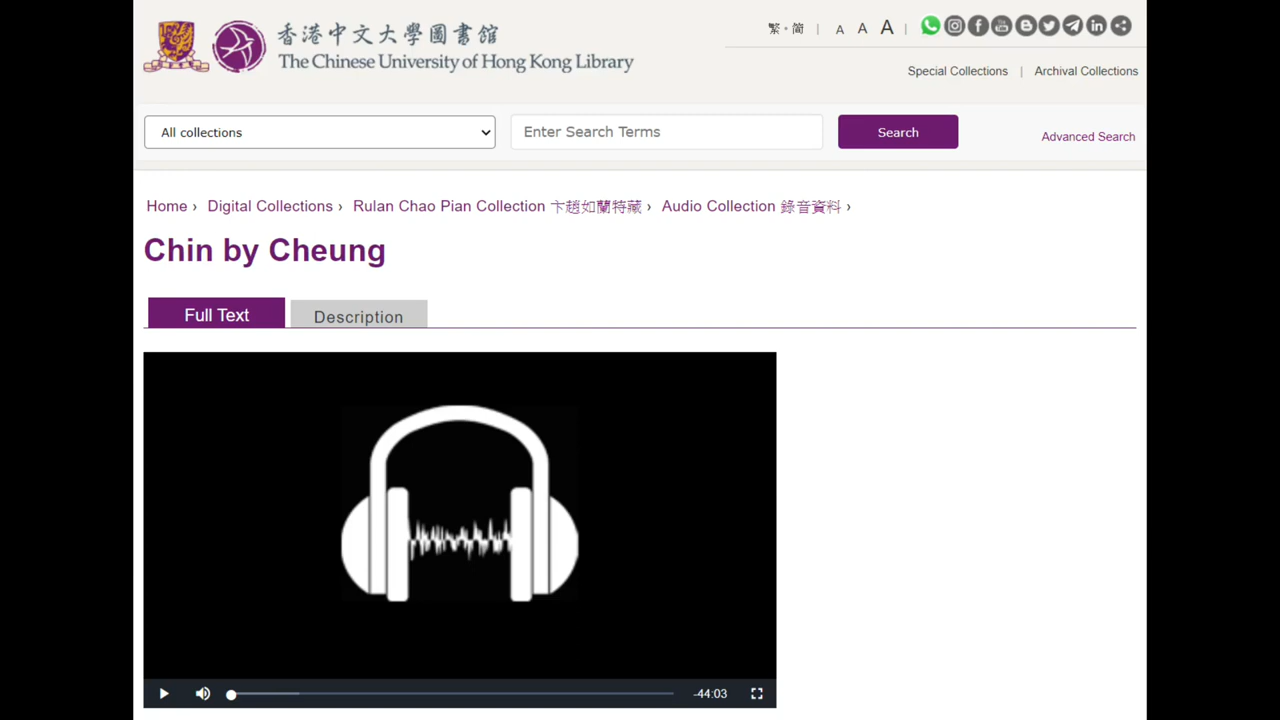 香港中文大學圖書館
The Chinese University of Hong Kong Library
繁 • 简 | A A A |
Special Collections | Archival Collections
All collections
Enter Search Terms
Search
Advanced Search
Home › Digital Collections › Rulan Chao Pian Collection 卞趙如蘭特藏 › Audio Collection 錄音資料 ›
Chin by Cheung
Full Text
Description
-44:03